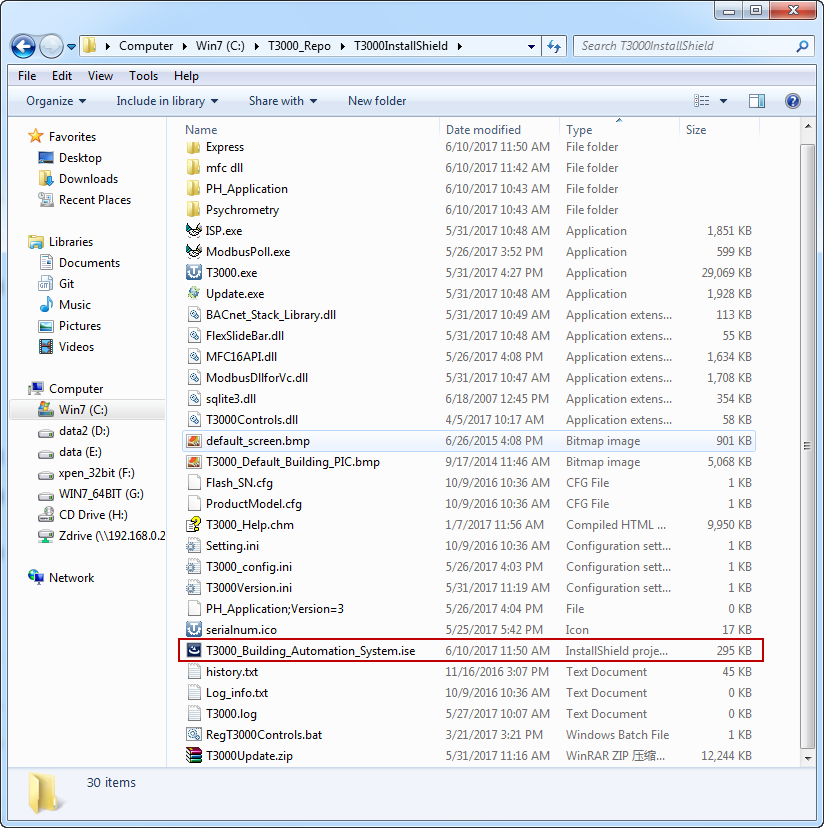 Computer Win7 (C:) T3000_Repo T3000InstallShield Search T3000InstallShield
File Edit View Tools Help
Organize Include in library Share with New folder
Favorites
Desktop
Downloads
Recent Places
Libraries
Documents
Git
Music
Pictures
Videos
Computer
Win7 (C:)
data2 (D:)
data (E:)
xpen_32bit (F:)
WIN7_64BIT (G:)
CD Drive (H:)
Zdrive (\\192.168.0.2
Network
Name Date modified Type Size
Express 6/10/2017 11:50 AM File folder
mfc dll 6/10/2017 11:42 AM File folder
PH_Application 6/10/2017 10:43 AM File folder
Psychrometry 6/10/2017 10:43 AM File folder
ISP.exe 5/31/2017 10:48 AM Application 1,851 KB
ModbusPoll.exe 5/26/2017 3:52 PM Application 599 KB
T3000.exe 5/31/2017 4:27 PM Application 29,069 KB
Update.exe 5/31/2017 10:48 AM Application 1,928 KB
BACnet_Stack_Library.dll 5/31/2017 10:49 AM Application extens... 113 KB
FlexSlideBar.dll 5/31/2017 10:48 AM Application extens... 55 KB
MFC16API.dll 5/26/2017 4:08 PM Application extens... 1,634 KB
ModbusDllforVc.dll 5/31/2017 10:47 AM Application extens... 1,708 KB
sqlite3.dll 6/18/2007 12:45 PM Application extens... 354 KB
T3000Controls.dll 4/5/2017 10:17 AM Application extens... 58 KB
default_screen.bmp 6/26/2015 4:08 PM Bitmap image 901 KB
T3000_Default_Building_PIC.bmp 9/17/2014 11:46 AM Bitmap image 5,068 KB
Flash_SN.cfg 10/9/2016 10:36 AM CFG File 1 KB
ProductModel.cfg 10/9/2016 10:36 AM CFG File 1 KB
T3000_Help.chm 1/7/2017 11:56 AM Compiled HTML ... 9,950 KB
Setting.ini 10/9/2016 10:36 AM Configuration sett... 1 KB
T3000_config.ini 5/26/2017 4:03 PM Configuration sett... 1 KB
T3000Version.ini 5/31/2017 11:19 AM Configuration sett... 1 KB
PH_Application;Version=3 5/26/2017 4:04 PM File 0 KB
serialnum.ico 5/25/2017 5:42 PM Icon 17 KB
T3000_Building_Automation_System.ise 6/10/2017 11:50 AM InstallShield proje... 295 KB
history.txt 11/16/2016 3:07 PM Text Document 45 KB
Log_info.txt 10/9/2016 10:36 AM Text Document 0 KB
T3000.log 5/27/2017 10:07 AM Text Document 0 KB
RegT3000Controls.bat 3/21/2017 3:21 PM Windows Batch File 1 KB
T3000Update.zip 5/31/2017 11:16 AM WinRAR ZIP 压缩... 12,244 KB
30 items